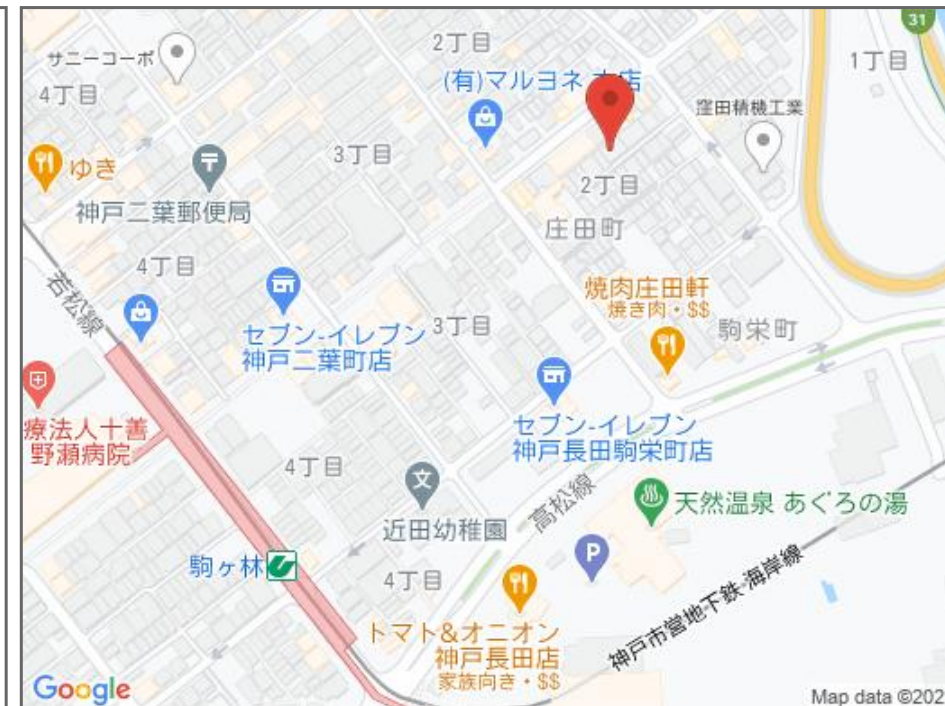 31
2丁目
1丁目
サニーコーポ
4丁目
(有)マルヨネ 本店
窪田精機工業
3丁目
ゆき
2丁目
神戸二葉郵便局
庄田町
4丁目
若松線
焼肉庄田軒
焼き肉・$$
セブン-イレブン
神戸二葉町店
3丁目
駒栄町
療法人十善
野瀬病院
セブン-イレブン
神戸長田駒栄町店
4丁目
文
高松線
天然温泉 あぐろの湯
近田幼稚園
P
駒ヶ林
4丁目
神戸市営地下鉄 海岸線
トマト&オニオン
神戸長田店
家族向き・$$
Google
Map data ©202